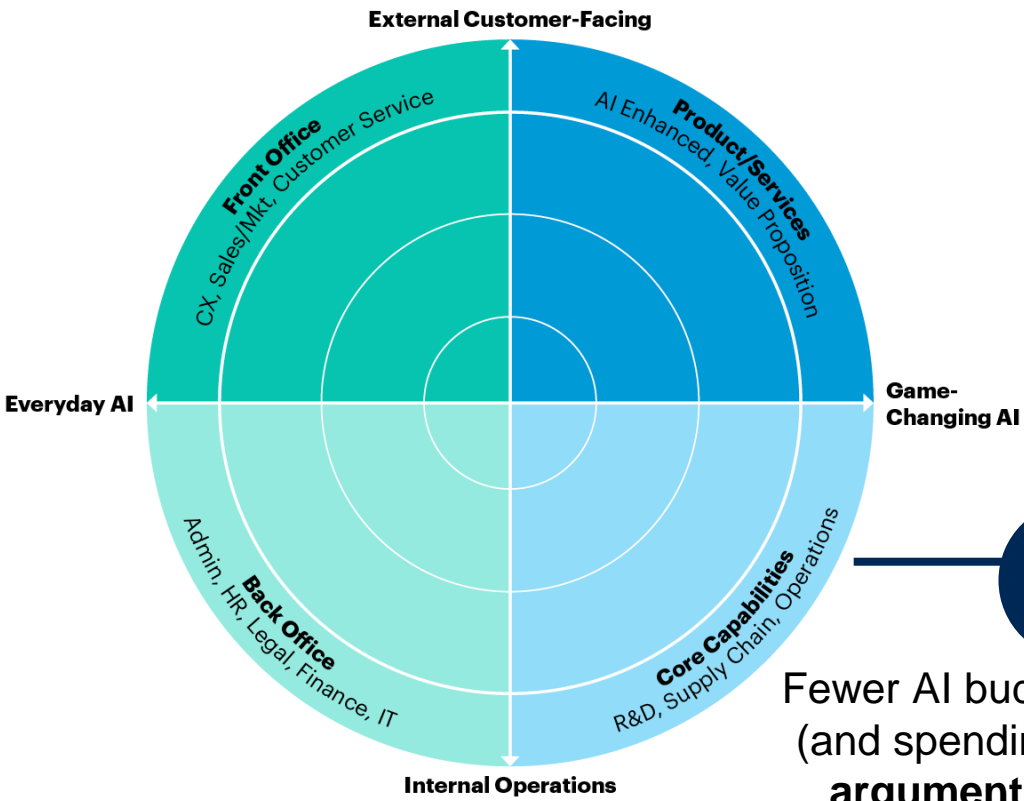 External Customer-Facing
Front Office
CX, Sales/Mkt, Customer Service
Product/Services
AI Enhanced, Value Proposition
Everyday AI
Game-
Changing AI
Back Office
Admin, HR, Legal, Finance, IT
Core Capabilities
R&D, Supply Chain, Operations
Internal Operations
Fewer AI
(and
argument